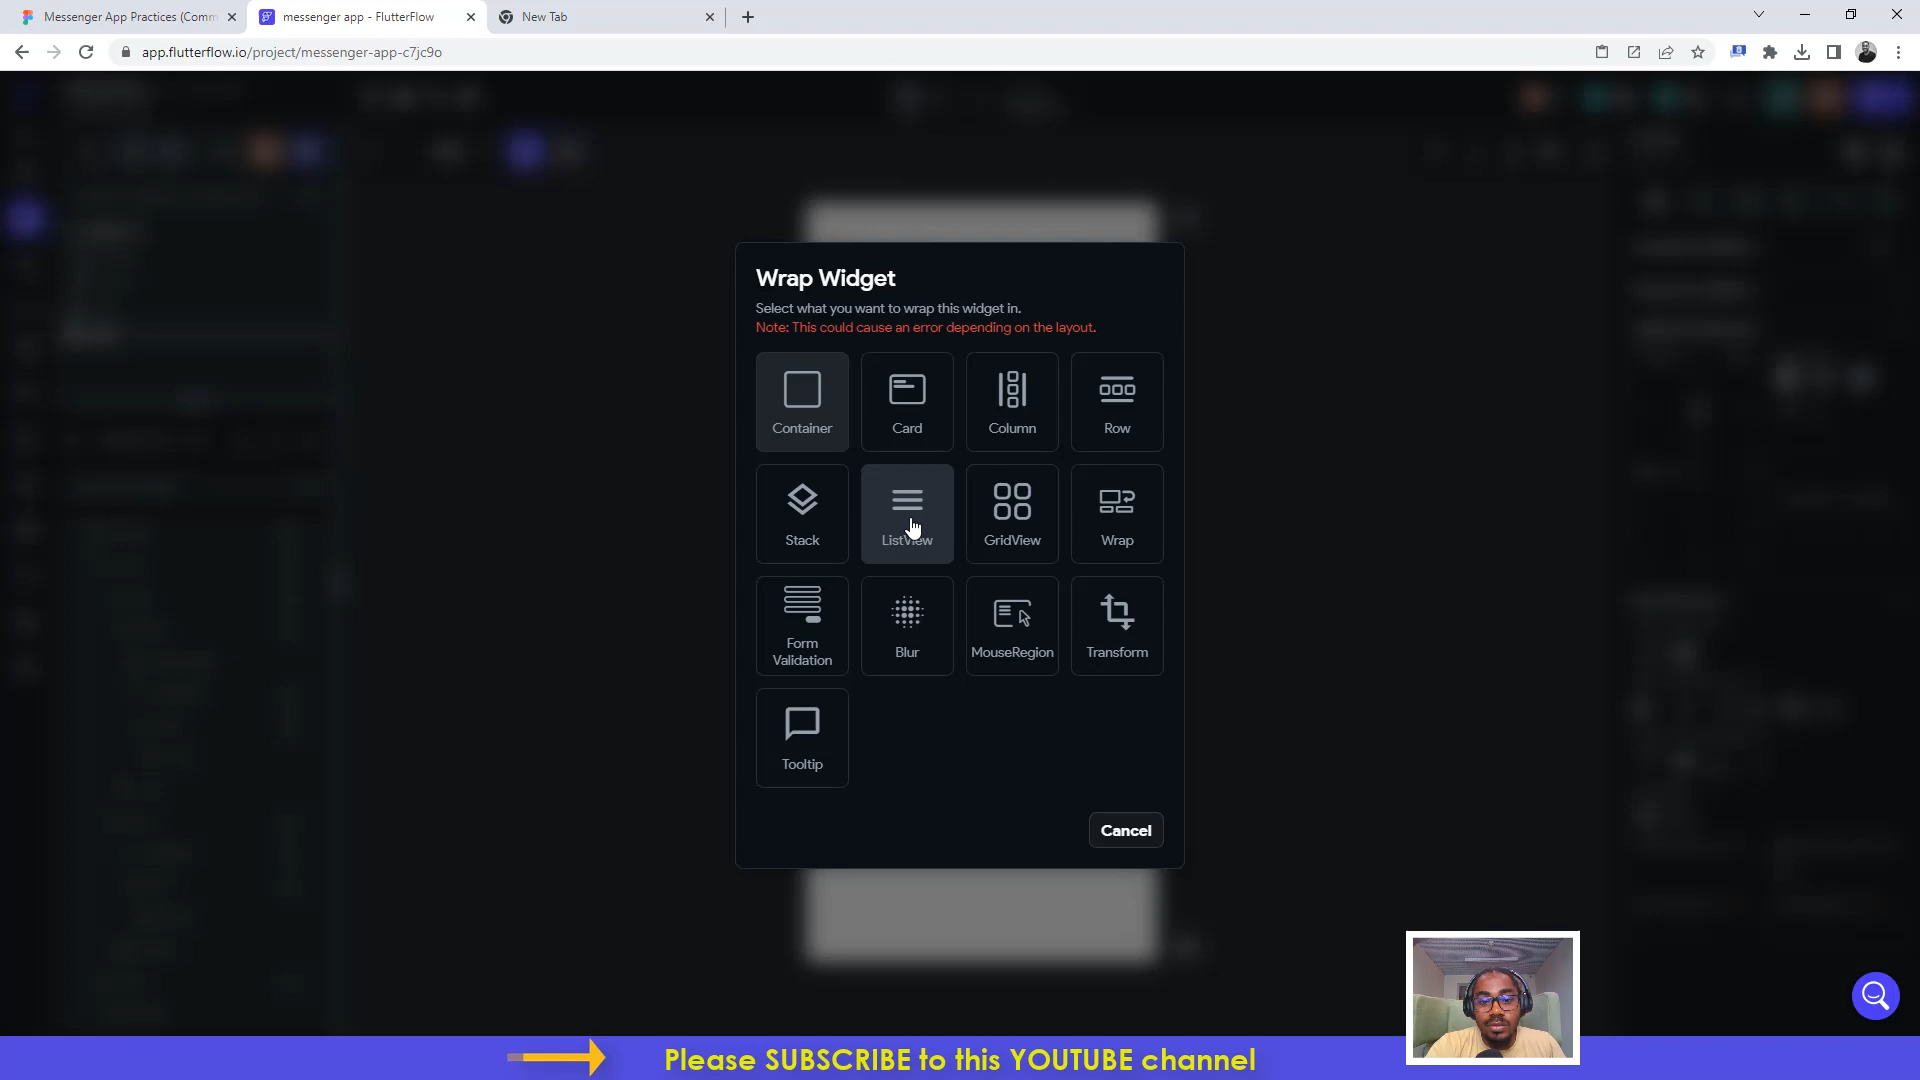 Messenger App Practices (Comm
messenger app - FlutterFlow
New Tab
app.flutterflow.io/project/messenger-app-c7jc9o
Wrap Widget
Select what you want to wrap this widget in.
Note: This could cause an error depending on the layout.
Container
Card
Column
Row
Stack
ListView
GridView
Wrap
Form
Validation
Blur
MouseRegion
Transform
Tooltip
Cancel
Please SUBSCRIBE to this YOUTUBE channel